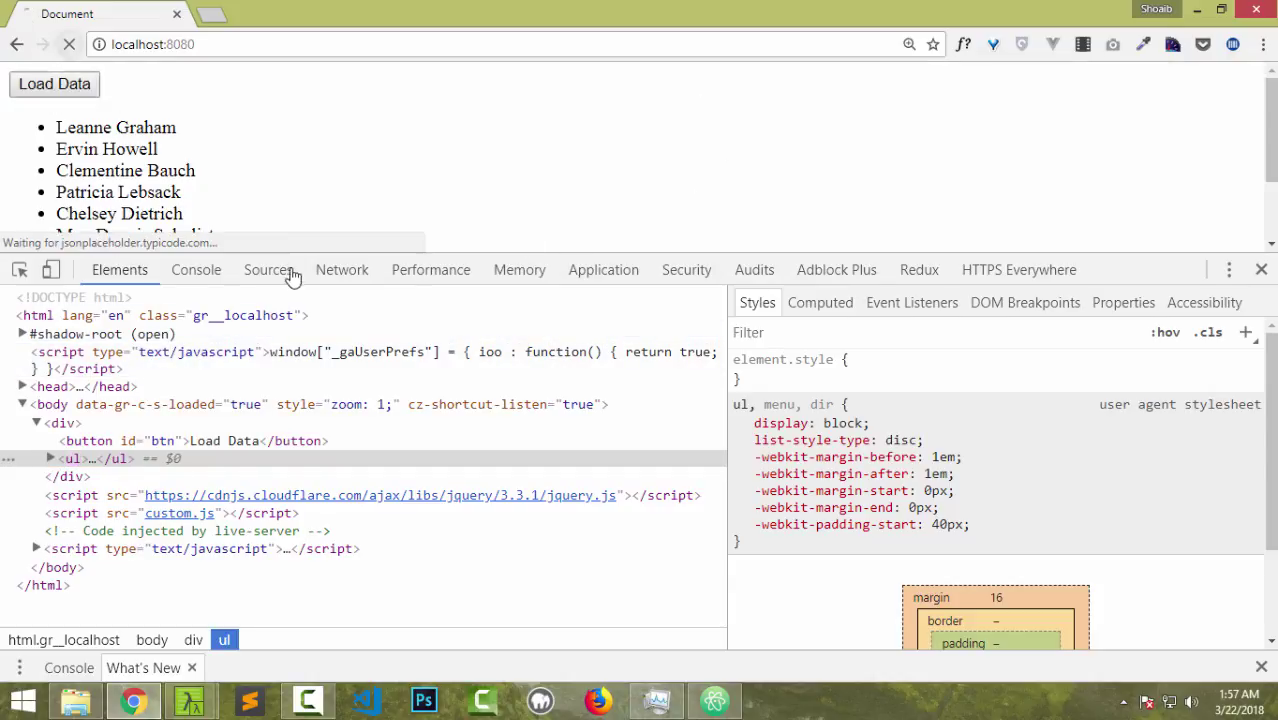 Document
Shoaib
localhost:8080
f?
Load Data
Leanne Graham
Ervin Howell
Clementine Bauch
Patricia Lebsack
Chelsey Dietrich
Waiting for jsonplaceholder.typicode.com...
Elements Console Sources Network Performance Memory Application Security Audits Adblock Plus Redux HTTPS Everywhere
<!DOCTYPE html>
<html lang="en" class="gr__localhost">
#shadow-root (open)
<script type="text/javascript">window["_gaUserPrefs"] = { ioo : function() { return true;
} }</script>
<head>…</head>
<body data-gr-c-s-loaded="true" style="zoom: 1;" cz-shortcut-listen="true">
<div>
<button id="btn">Load Data</button>
<ul>…</ul> == $0
</div>
<script src="https://cdnjs.cloudflare.com/ajax/libs/jquery/3.3.1/jquery.js"></script>
<script src="custom.js"></script>
<!-- Code injected by live-server -->
<script type="text/javascript">…</script>
</body>
</html>
html.gr__localhost body div ul
Styles Computed Event Listeners DOM Breakpoints Properties Accessibility
Filter :hov .cls +
element.style {
}
ul, menu, dir { user agent stylesheet
display: block;
list-style-type: disc;
-webkit-margin-before: 1em;
-webkit-margin-after: 1em;
-webkit-margin-start: 0px;
-webkit-margin-end: 0px;
-webkit-padding-start: 40px;
}
margin 16
border –
padding –
Console What's New
Ps
1:57 AM
3/22/2018